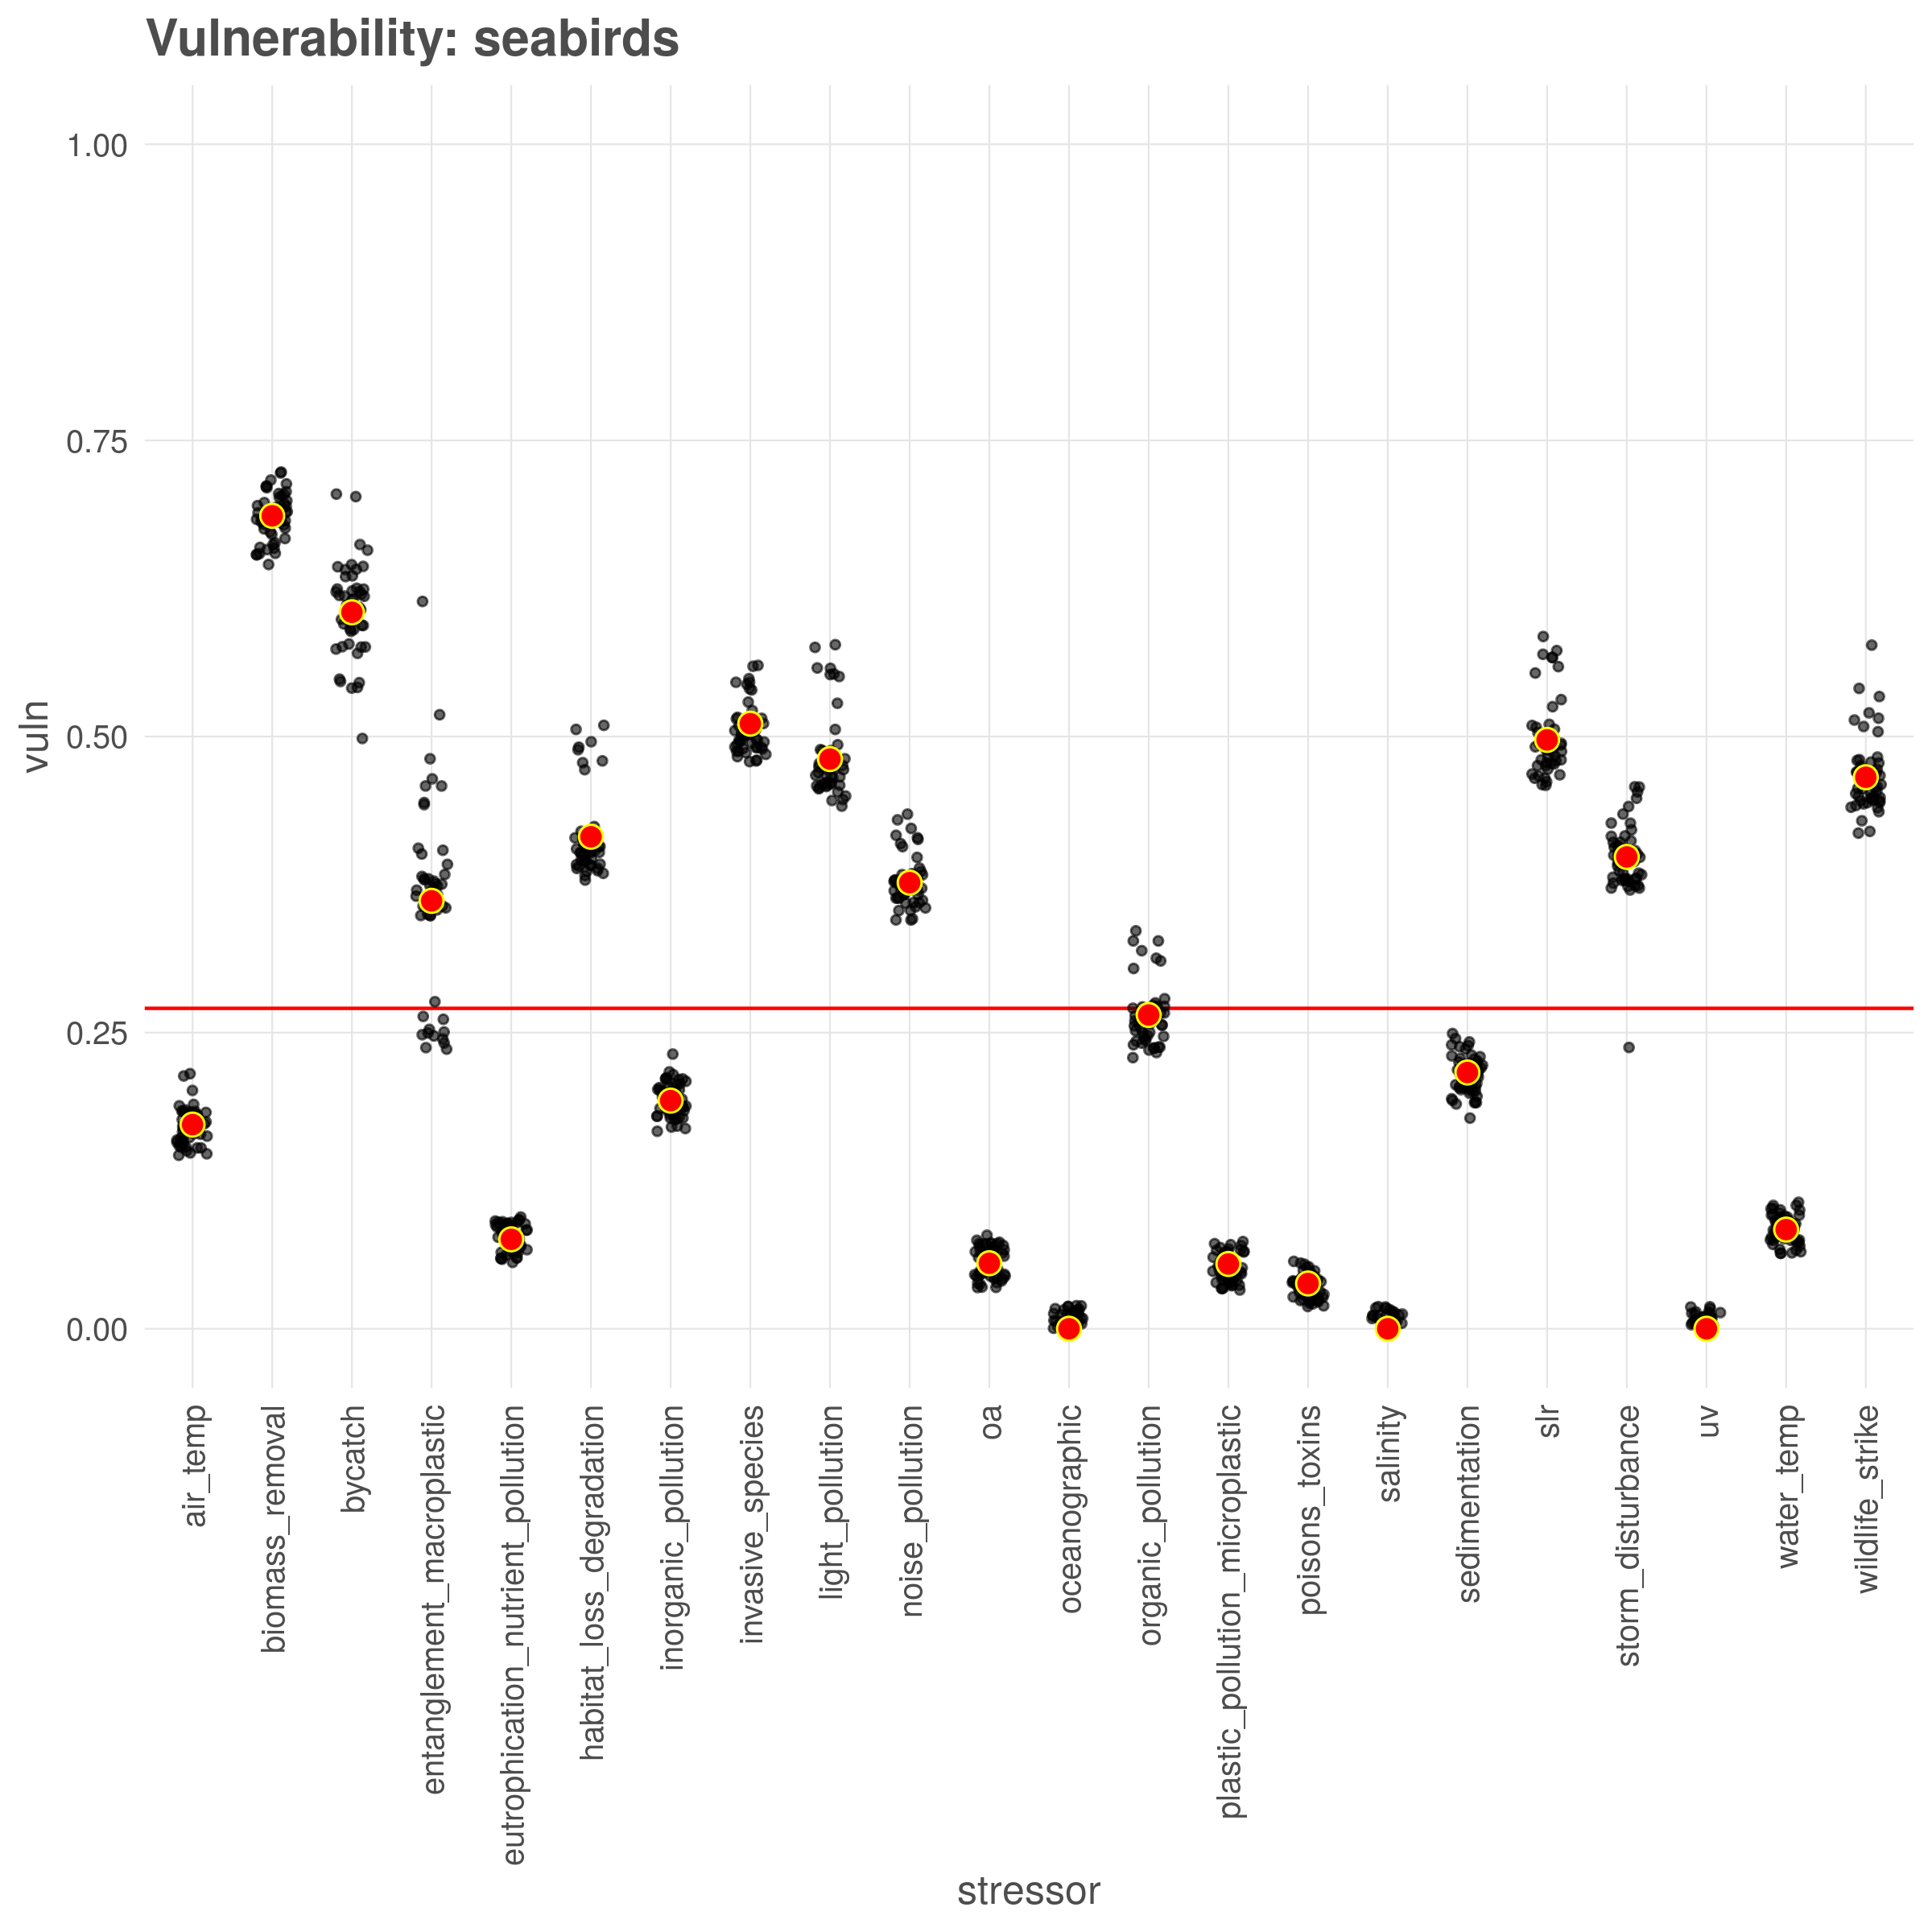 Vulnerability: seabirds
vuln
1.00
0.75
0.50
0.25
0.00
air_temp
biomass_removal
bycatch
entanglement_macroplastic
eutrophication_nutrient_pollution
habitat_loss_degradation
inorganic_pollution
invasive_species
light_pollution
noise_pollution
oa
oceanographic
organic_pollution
plastic_pollution_microplastic
poisons_toxins
salinity
sedimentation
slr
storm_disturbance
uv
water_temp
wildlife_strike
stressor